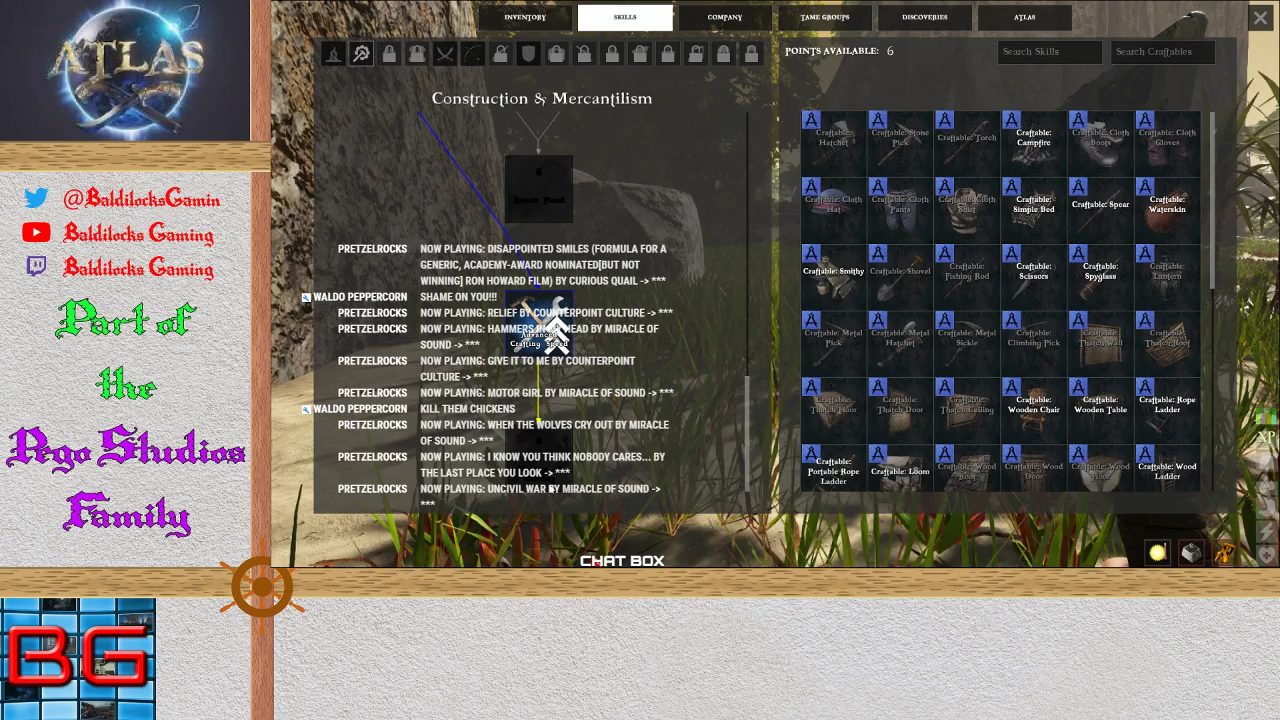 ATLAS
@BaldilocksGamin
Baldilocks Gaming
Baldilocks Gaming
Part of
the
Pego Studios
Family
BG
INVENTORY
SKILLS
COMPANY
TAME GROUPS
DISCOVERIES
ATLAS
POINTS AVAILABLE: 6
Search Skills
Search Craftables
Construction & Mercantilism
6
Repair Fluid
PRETZELROCKS NOW PLAYING: DISAPPOINTED SMILES (FORMULA FOR A
GENERIC, ACADEMY-AWARD NOMINATED[BUT NOT
WINNING] RON HOWARD FILM) BY CURIOUS QUAIL -> ***
WALDO PEPPERCORN SHAME ON YOU!!!
PRETZELROCKS NOW PLAYING: RELIEF BY COUNTERPOINT CULTURE -> ***
PRETZELROCKS NOW PLAYING: HAMMERS IN HEAD BY MIRACLE OF
SOUND -> ***
Advanced
Crafting Speed
PRETZELROCKS NOW PLAYING: GIVE IT TO ME BY COUNTERPOINT
CULTURE -> ***
PRETZELROCKS NOW PLAYING: MOTOR GIRL BY MIRACLE OF SOUND -> ***
WALDO PEPPERCORN KILL THEM CHICKENS
PRETZELROCKS NOW PLAYING: WHEN THE WOLVES CRY OUT BY MIRACLE
OF SOUND -> ***
PRETZELROCKS NOW PLAYING: I KNOW YOU THINK NOBODY CARES... BY
THE LAST PLACE YOU LOOK -> ***
PRETZELROCKS NOW PLAYING: UNCIVIL WAR BY MIRACLE OF SOUND ->
***
CHAT BOX
Craftable: Hatchet
Craftable: Stone Pick
Craftable: Torch
Craftable: Campfire
Craftable: Cloth Boots
Craftable: Cloth Gloves
Craftable: Cloth Hat
Craftable: Cloth Pants
Craftable: Cloth Shirt
Craftable: Simple Bed
Craftable: Spear
Craftable: Waterkin
Craftable: Smithy
Craftable: Shovel
Craftable: Fishing Rod
Craftable: Scissors
Craftable: Spyglass
Craftable: Lantern
Craftable: Metal Pick
Craftable: Metal Hatchet
Craftable: Metal Sickle
Craftable: Climbing Pick
Craftable: Thatch Wall
Craftable: Thatch Roof
Craftable: Thatch Door
Craftable: Thatch Door
Craftable: Thatch Ceiling
Craftable: Wooden Chair
Craftable: Wooden Table
Craftable: Rope Ladder
Craftable: Portable Rope Ladder
Craftable: Loom
Craftable: Wood Roof
Craftable: Wood Door
Craftable: Wood Floor
Craftable: Wood Ladder
XP